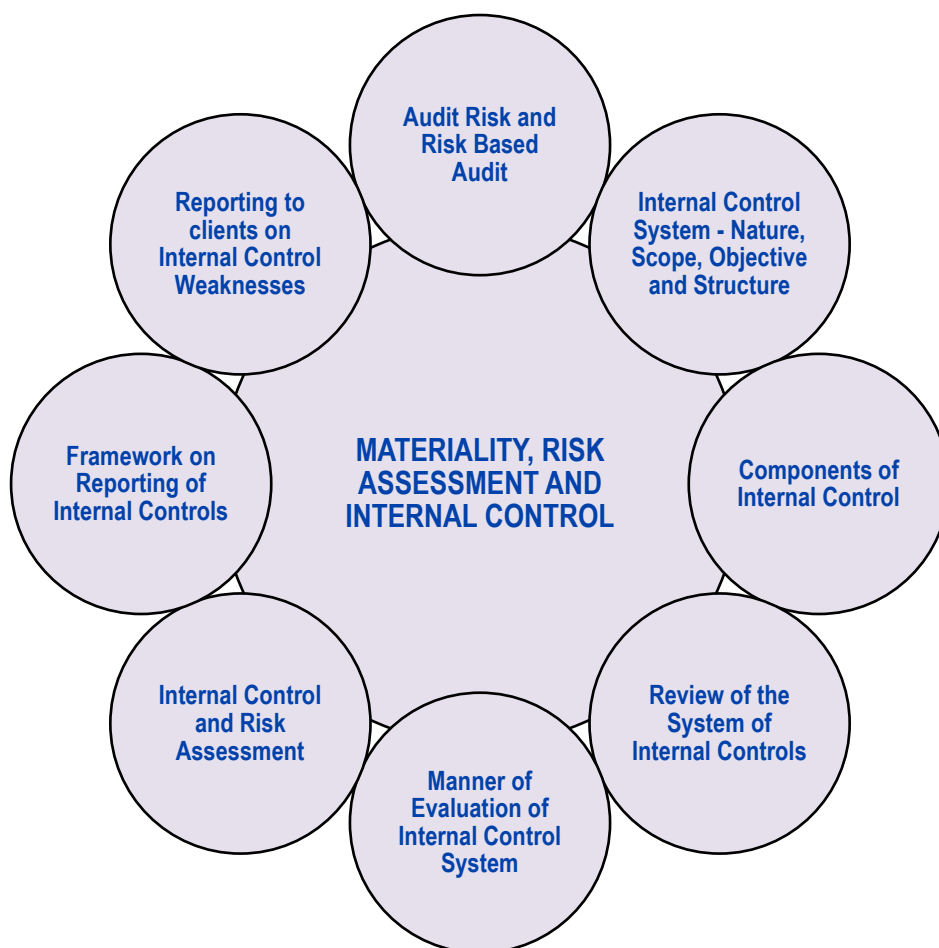 Audit Risk and
Risk Based
Audit
Internal Control
System - Nature,
Scope, Objective
and Structure
Components of
Internal Control
Review of the
System of
Internal Controls
Manner of
Evaluation of
Internal Control
System
Internal Control
and Risk
Assessment
Framework on
Reporting of
Internal Controls
Reporting to
clients on
Internal Control
Weaknesses
MATERIALITY, RISK
ASSESSMENT AND
INTERNAL CONTROL